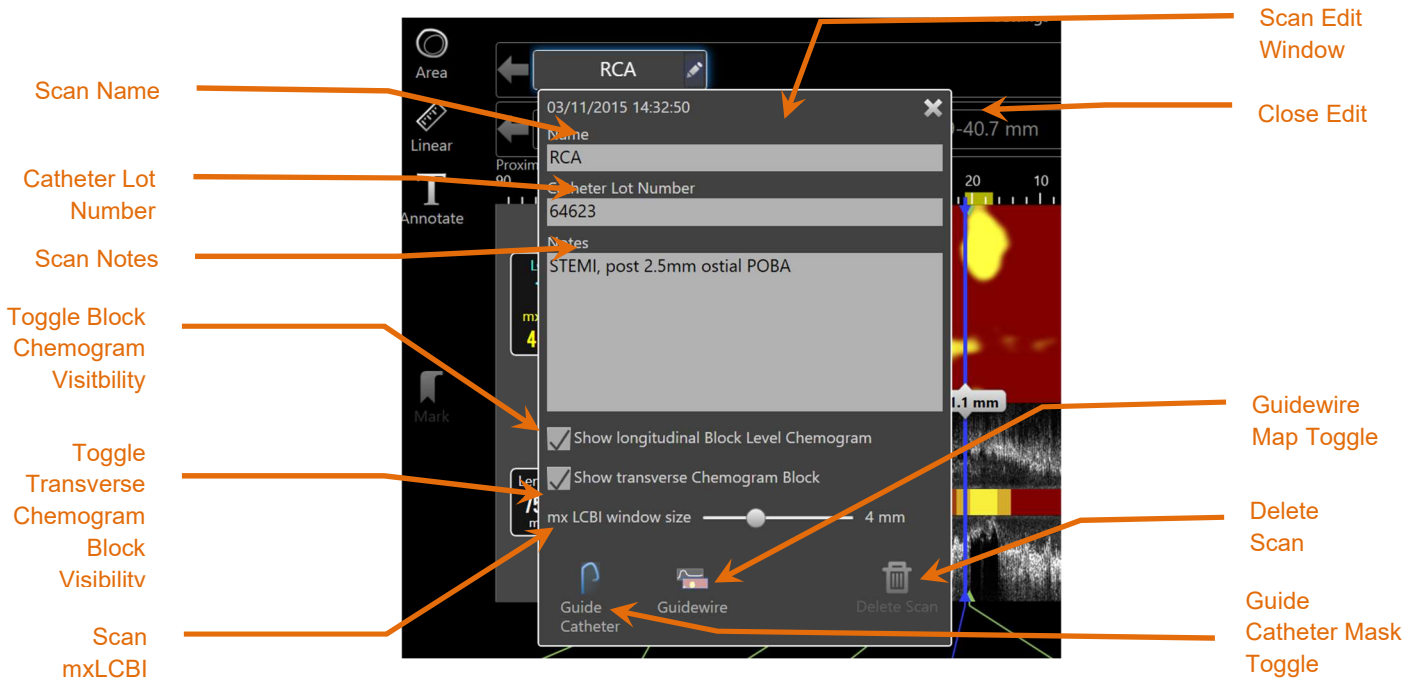 Scan Name
Catheter Lot
Number
Scan Notes
Toggle Block
Chemogram
Visitbility
Toggle
Transverse
Chemogram
Block
Visibility
Scan
mxLCBI
Area
Linear
Annotate
Mark
RCA
-40.7 mm
Proxim
90
20
10
1.1 mm
03/11/2015 14:32:50
Name
RCA
Catheter Lot Number
64623
Notes
STEMI, post 2.5mm ostial POBA
Show longitudinal Block Level Chemogram
Show transverse Chemogram Block
mx LCBI window size
4 mm
Guide
Catheter
Guidewire
Delete Scan
Scan Edit
Window
Close Edit
Guidewire
Map Toggle
Delete
Scan
Guide
Catheter Mask
Toggle